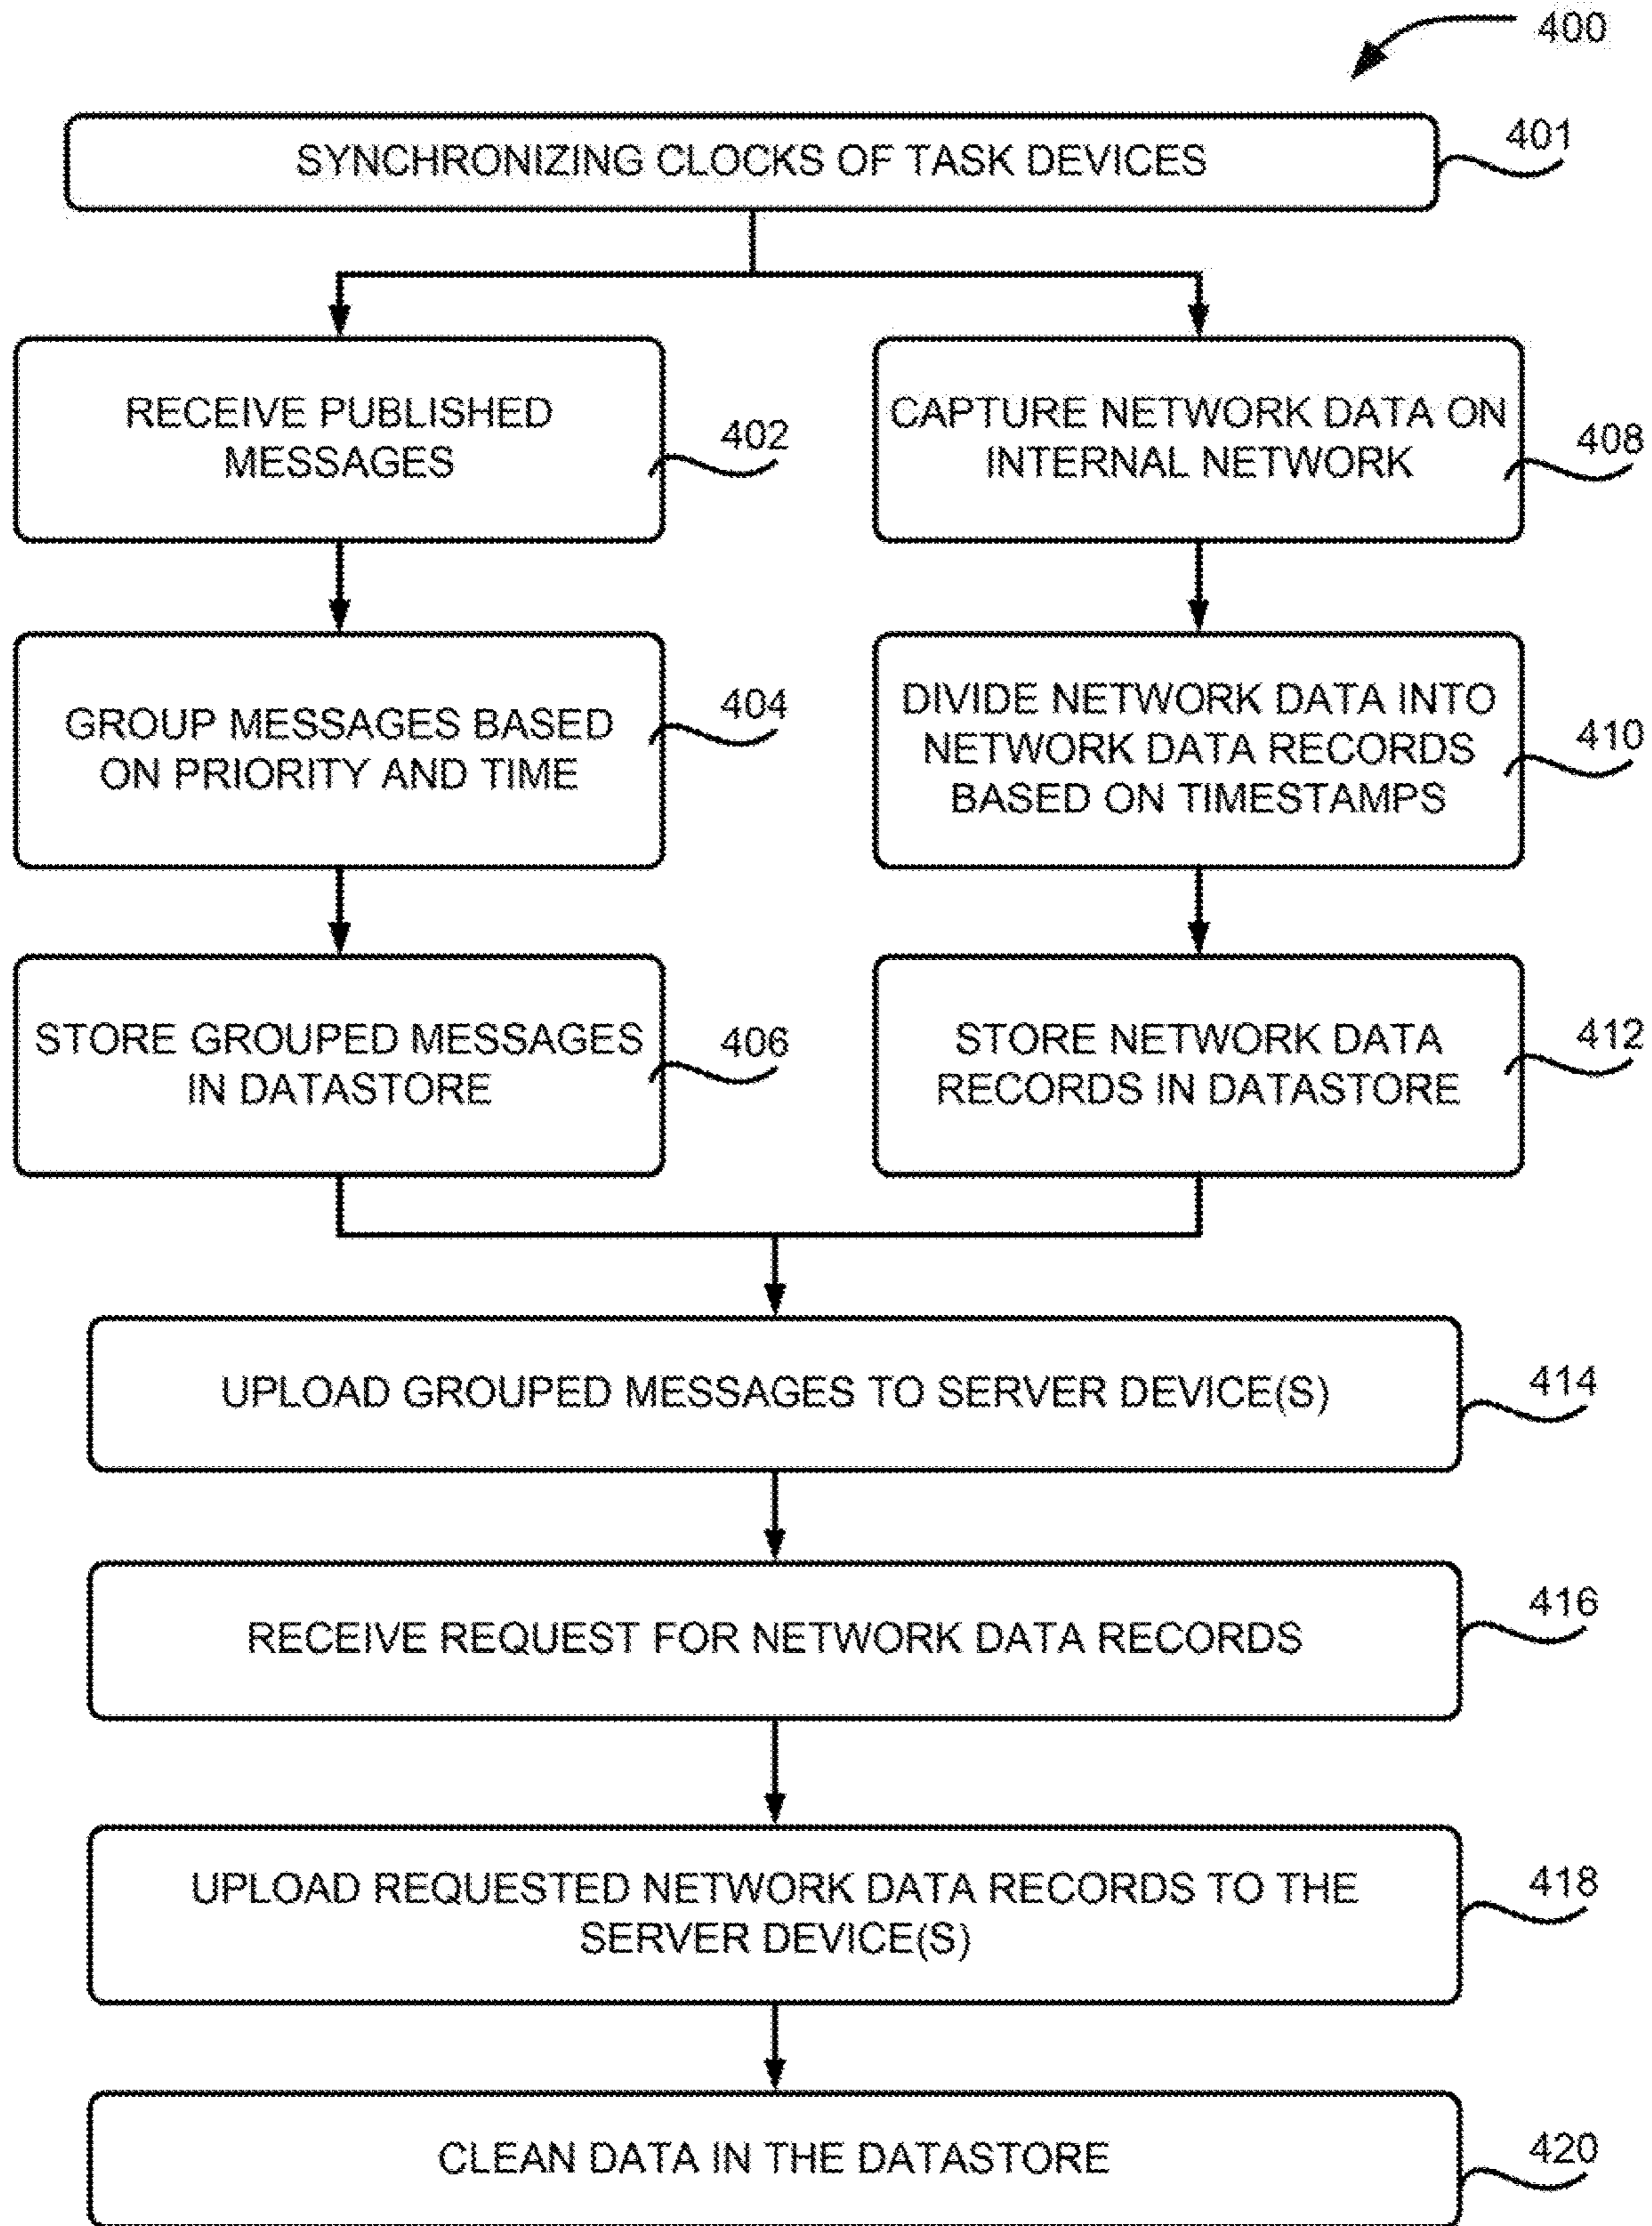 400
SYNCHRONIZING CLOCKS OF TASK DEVICES
401
RECEIVE PUBLISHED
MESSAGES
402
CAPTURE NETWORK DATA ON
INTERNAL NETWORK
408
GROUP MESSAGES BASED
ON PRIORITY AND TIME
404
DIVIDE NETWORK DATA INTO
NETWORK DATA RECORDS
BASED ON TIMESTAMPS
410
STORE GROUPED MESSAGES
IN DATASTORE
406
STORE NETWORK DATA
RECORDS IN DATASTORE
412
UPLOAD GROUPED MESSAGES TO SERVER DEVICE(S)
414
RECEIVE REQUEST FOR NETWORK DATA RECORDS
416
UPLOAD REQUESTED NETWORK DATA RECORDS TO THE
SERVER DEVICE(S)
418
CLEAN DATA IN THE DATASTORE
420